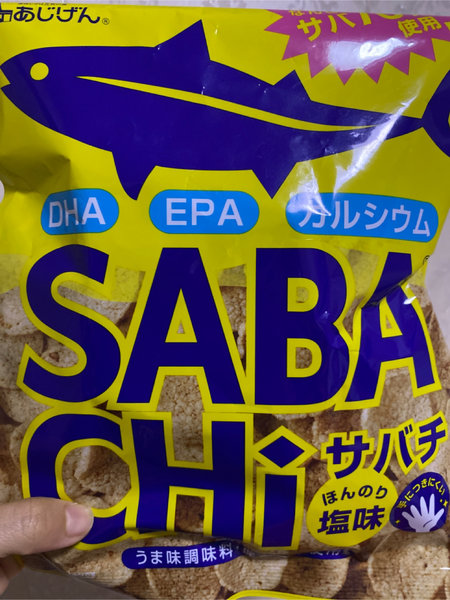 あじげん®
サバ
使用
DHA
EPA
カルシウム
SABA
CHi
サバチ
ほんのり
塩味
手につきにくい
うま味調味料